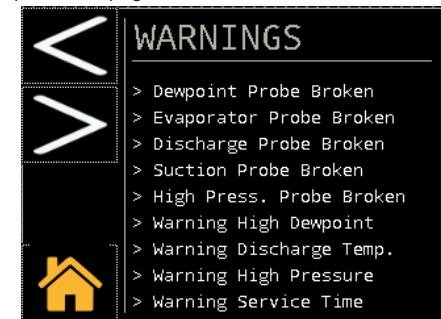 WARNINGS
> Dewpoint Probe Broken
> Evaporator Probe Broken
> Discharge Probe Broken
> Suction Probe Broken
> High Press. Probe Broken
> Warning High Dewpoint
> Warning Discharge Temp.
> Warning High Pressure
> Warning Service Time